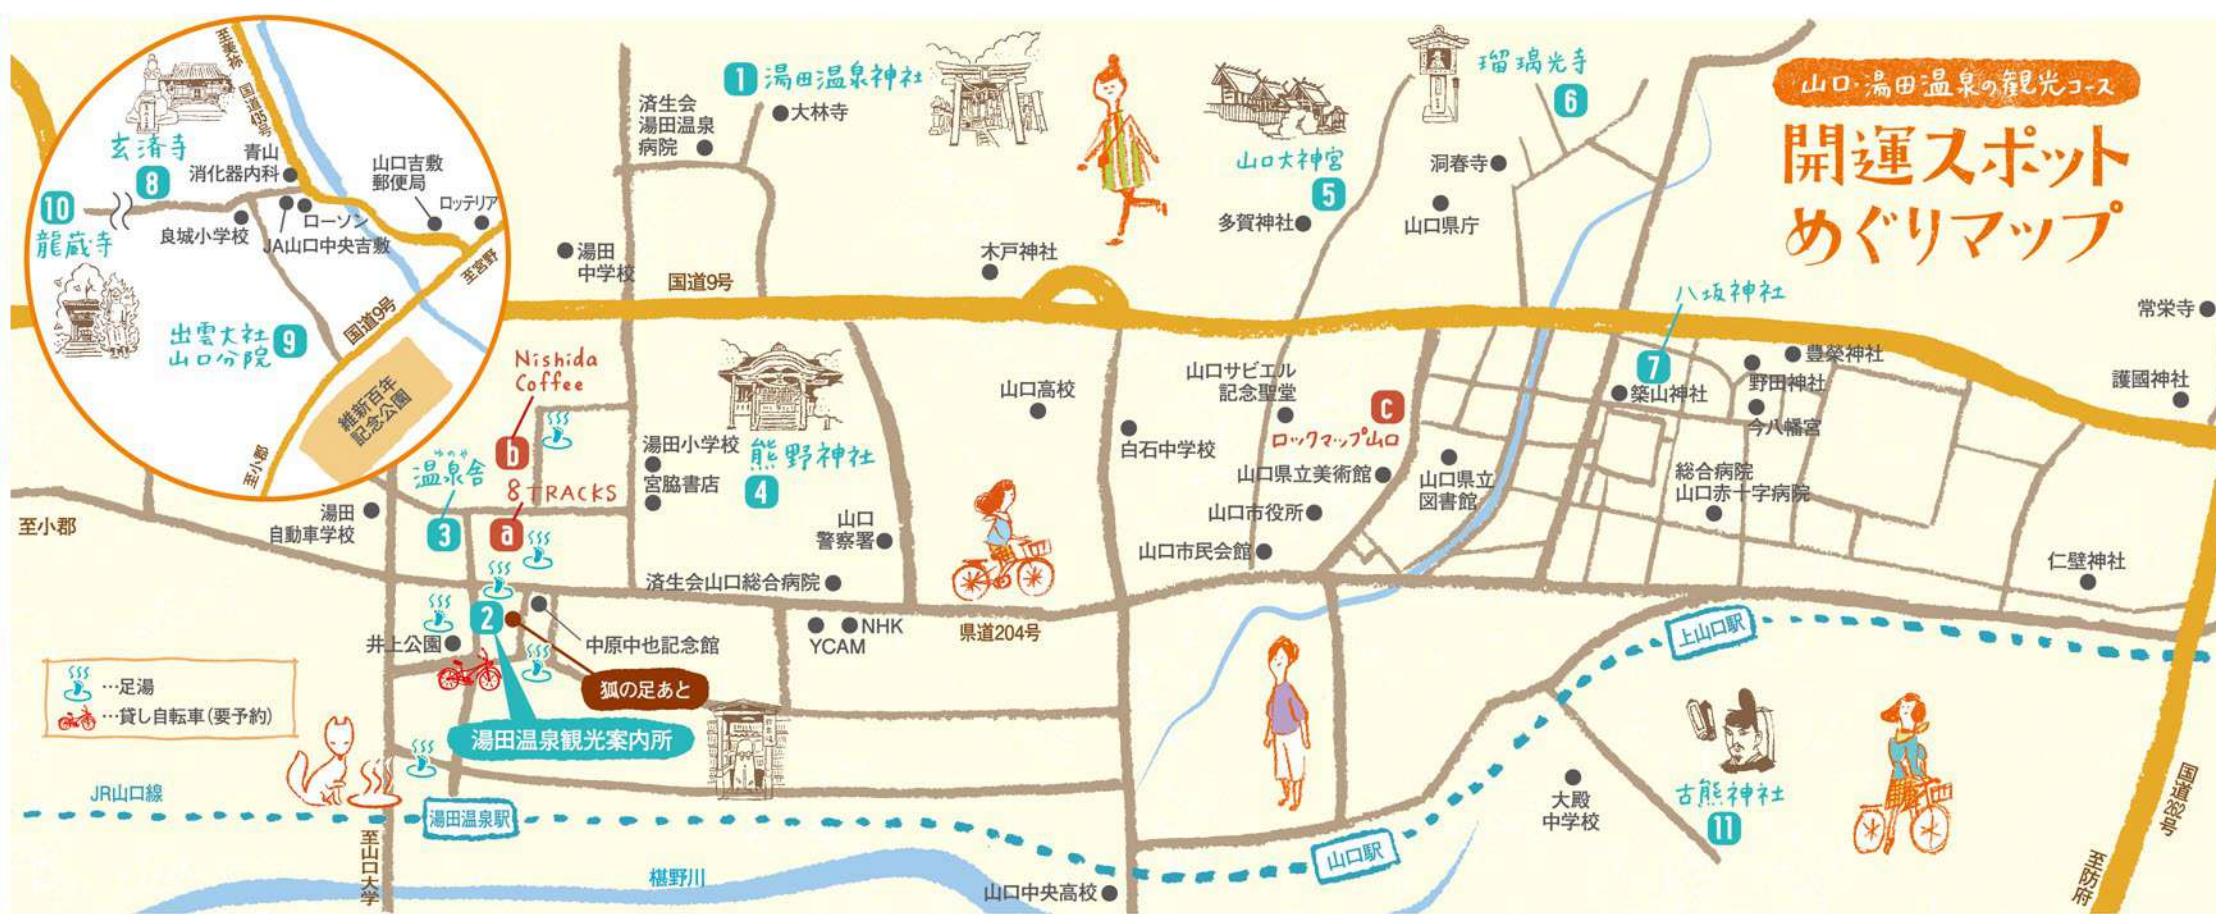 山口・湯田温泉の観光コース
開運スポット
めぐりマップ
至美祢
国道435号
玄済寺
8
青山
消化器内科
山口吉敷
郵便局
ロッテリア
10
龍蔵寺
良城小学校
ローソン
JA山口中央吉敷
至宮野
国道9号
出雲大社
山口分院
9
維新百年
記念公園
至小郡
1 湯田温泉神社
済生会
湯田温泉
病院
大林寺
湯田
中学校
国道9号
木戸神社
山口大神宮
5
多賀神社
瑠璃光寺
6
洞春寺
山口県庁
八坂神社
7
常栄寺
豊榮神社
野田神社
築山神社
今八幡宮
護國神社
Nishida
Coffee
b
8 TRACKS
a
ゆのや
温泉舎
3
湯田小学校
宮脇書店
熊野神社
4
山口高校
白石中学校
山口サビエル
記念聖堂
C
ロックマップ山口
山口県立美術館
山口県立
図書館
山口市役所
山口市民会館
総合病院
山口赤十字病院
仁壁神社
至小郡
湯田
自動車学校
山口
警察署
済生会山口総合病院
2
井上公園
中原中也記念館
狐の足あと
湯田温泉観光案内所
YCAM
NHK
県道204号
上山口駅
…足湯
…貸し自転車(要予約)
JR山口線
湯田温泉駅
至山口大学
椹野川
山口中央高校
山口駅
大殿
中学校
古熊神社
11
国道262号
至防府